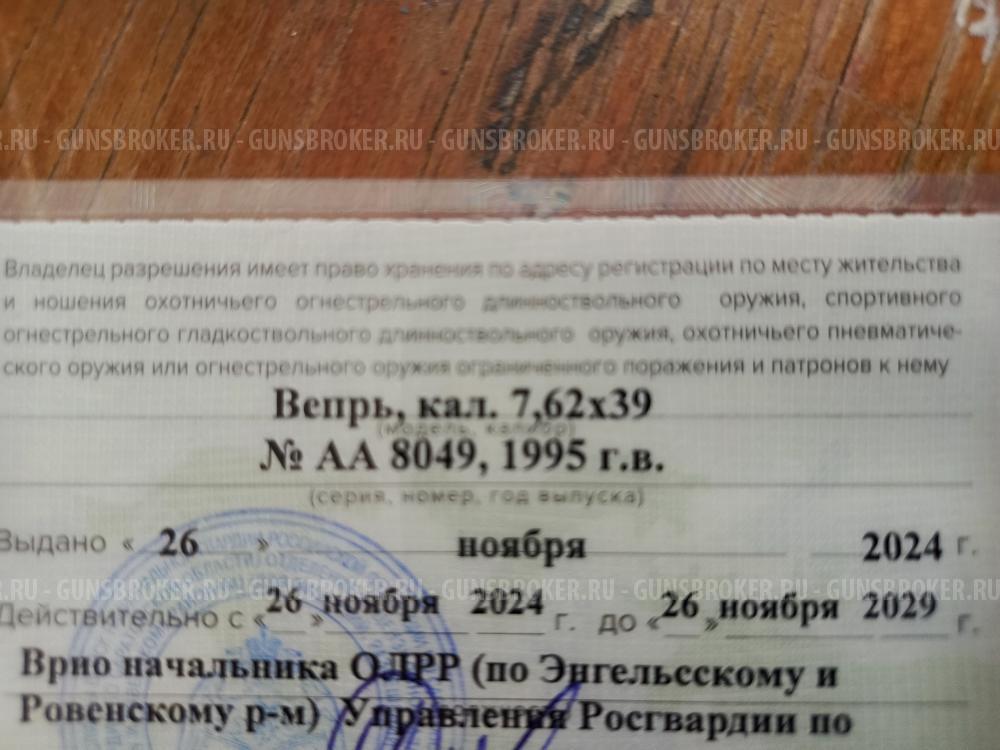 .RU - GUNSBROKER.RU - GUNSBROKER.RU - GUNSBROKER.RU - GUNSBROKER.RU - GUNSBROKER.RU
Владелец разрешения имеет право хранения по адресу регистрации по месту жительства
и ношения охотничьего огнестрельного длинноствольного оружия, спортивного
огнестрельного гладкоствольного длинноствольного оружия, охотничьего пневматиче-
ского оружия или огнестрельного оружия ограниченного поражения и патронов к нему
Вепрь, кал. 7,62х39
(модель, калибр)
№ АА 8049, 1995 г.в.
(серия, номер, год выпуска)
Выдано « 26 » ноября 2024 г.
.RU - GUNSBROKER.RU - GUNSBROKER.RU - GUNSBROKER.RU - GUNSBROKER.RU - GUNSBROKER.RU
Действительно с « 26 » ноября 2024 г. до « 26 » ноября 2029 г.
Врио начальника ОЛРР (по Энгельсскому и
Ровенскому р-м) Управления Росгвардии по